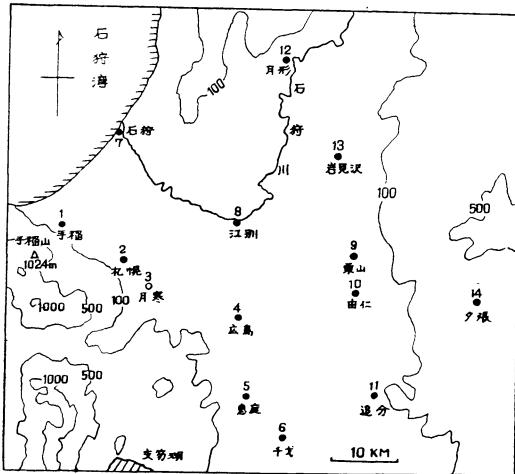 石狩湾
12
月形
100
石狩川
石狩
7
13
岩見沢
100
500
1
手稲
手稲山
1024m
2
札幌
3
月寒
8
江別
9
栗山
10
由仁
14
夕張
1000
500
100
4
広島
1000
500
5
恵庭
11
追分
6
千才
支笏湖
10 KM